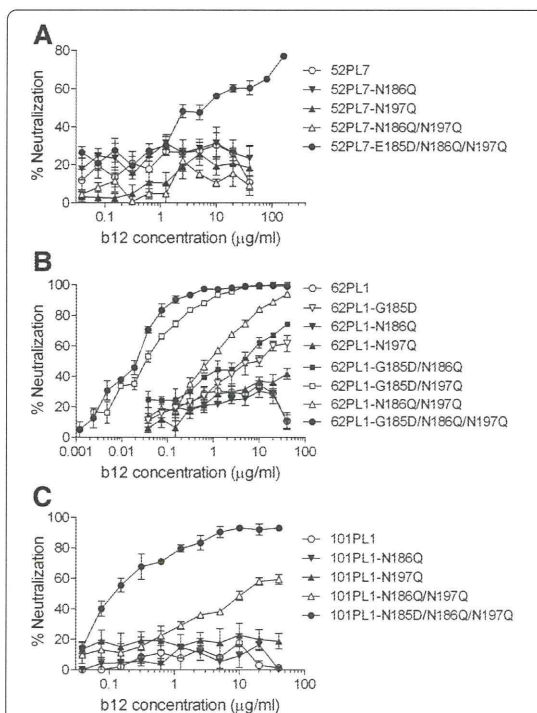 A
% Neutralization
80
60
40
20
0
0.1
1
10
100
b12 concentration (μg/ml)
52PL7
52PL7-N186Q
52PL7-N197Q
52PL7-N186Q/N197Q
52PL7-E185D/N186Q/N197Q
B
% Neutralization
100
80
60
40
20
0
0.001
0.01
0.1
1
10
100
b12 concentration (μg/ml)
62PL1
62PL1-G185D
62PL1-N186Q
62PL1-N197Q
62PL1-G185D/N186Q
62PL1-G185D/N197Q
62PL1-N186Q/N197Q
62PL1-G185D/N186Q/N197Q
C
% Neutralization
100
80
60
40
20
0
0.1
1
10
100
b12 concentration (μg/ml)
101PL1
101PL1-N186Q
101PL1-N197Q
101PL1-N186Q/N197Q
101PL1-N185D/N186Q/N197Q